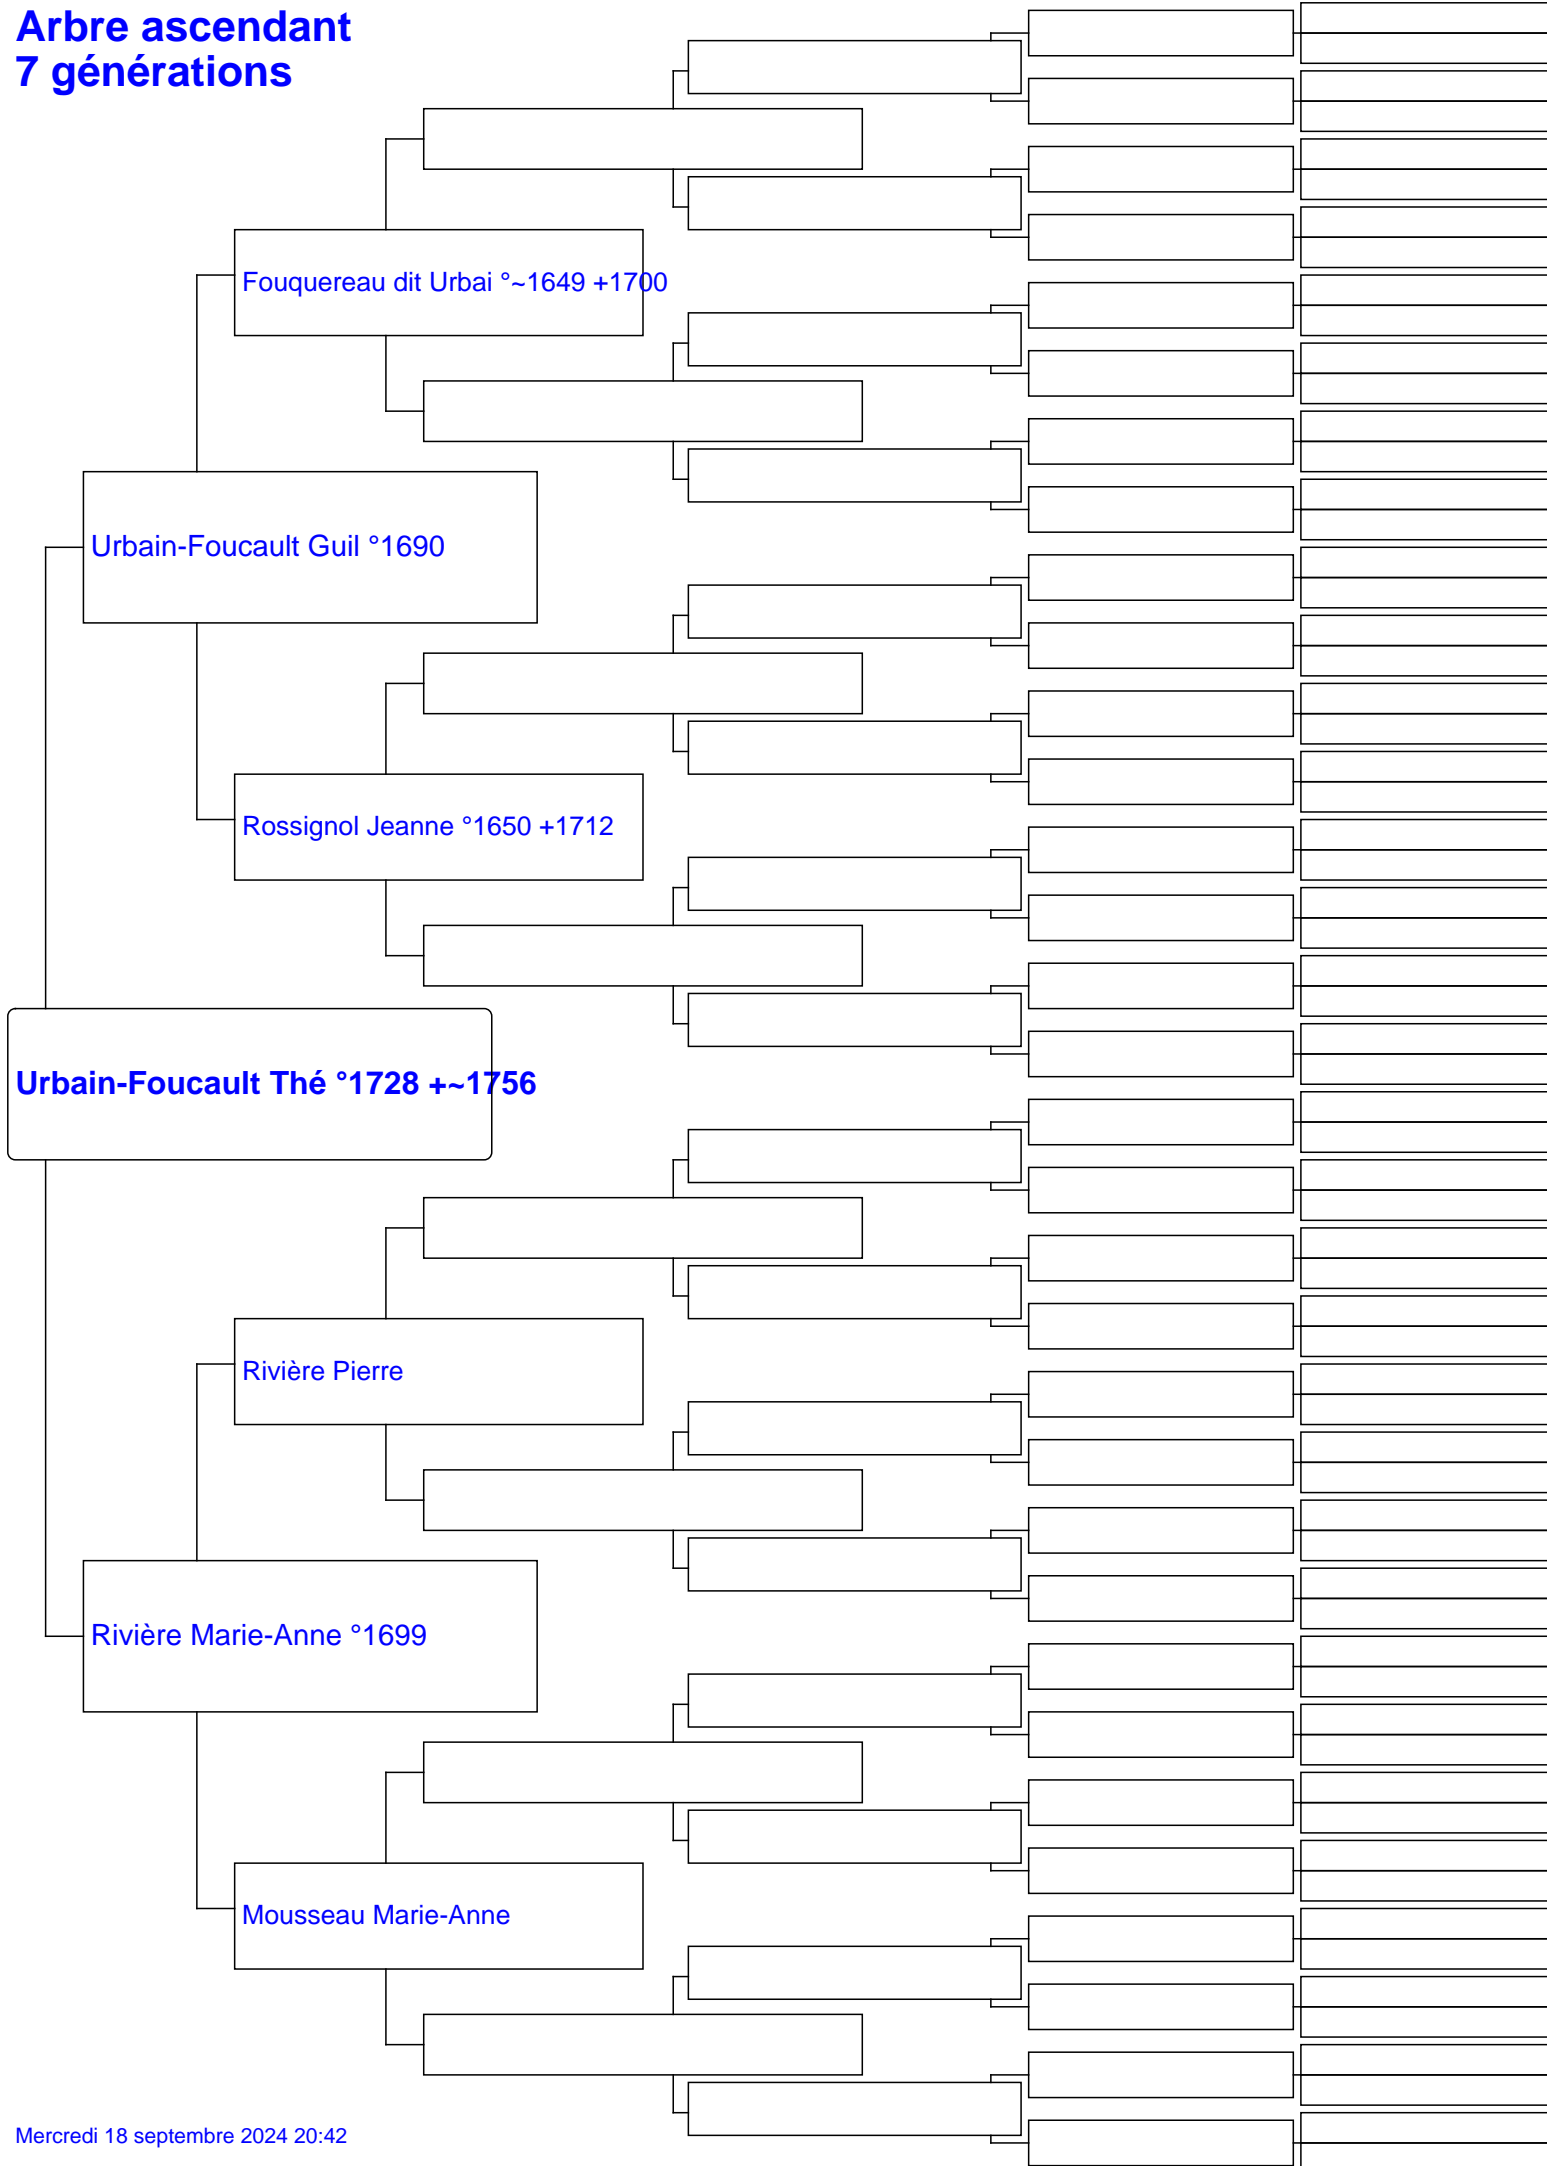 Arbre ascendant
7 générations
Fouquereau dit Urbai °~1649 +1700
Urbain-Foucault Guil °1690
Rossignol Jeanne °1650 +1712
Urbain-Foucault Thé °1728 +~1756
Rivière Pierre
Rivière Marie-Anne °1699
Mousseau Marie-Anne
Mercredi 18 septembre 2024 20:42